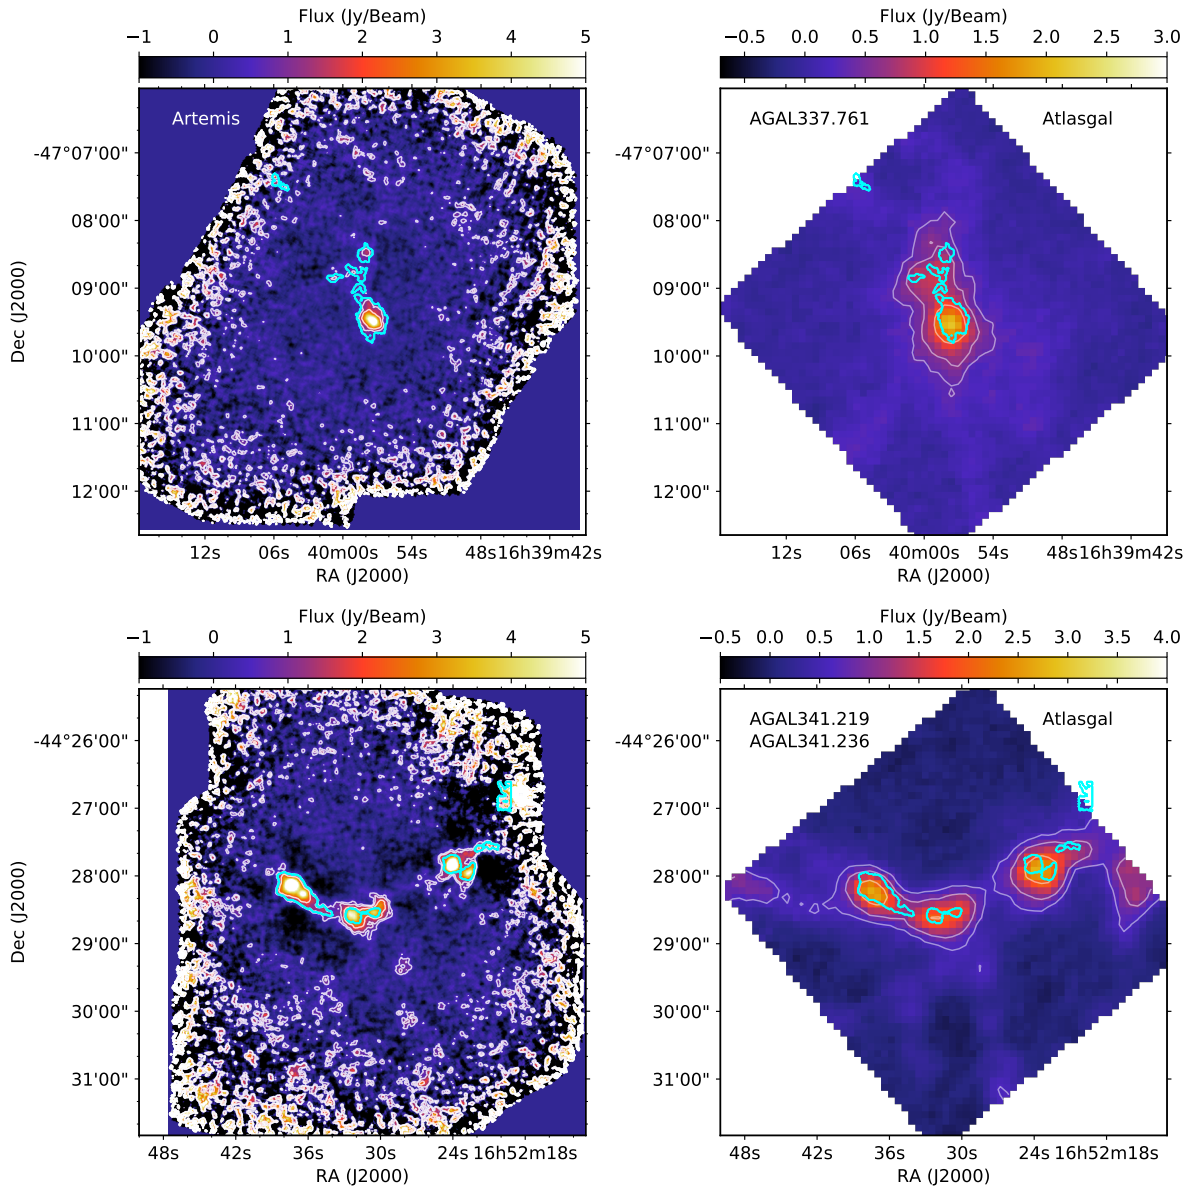 Flux (Jy/Beam)
−1 0 1 2 3 4 5
Artemis
-47°07'00"
08'00"
09'00"
10'00"
11'00"
12'00"
Dec (J2000)
12s 06s 40m00s 54s 48s 16h39m42s
RA (J2000)
Flux (Jy/Beam)
−0.5 0.0 0.5 1.0 1.5 2.0 2.5 3.0
AGAL337.761 Atlasgal
-47°07'00"
08'00"
09'00"
10'00"
11'00"
12'00"
12s 06s 40m00s 54s 48s 16h39m42s
RA (J2000)
Flux (Jy/Beam)
−1 0 1 2 3 4 5
-44°26'00"
27'00"
28'00"
29'00"
30'00"
31'00"
Dec (J2000)
48s 42s 36s 30s 24s 16h52m18s
RA (J2000)
Flux (Jy/Beam)
−0.5 0.0 0.5 1.0 1.5 2.0 2.5 3.0 3.5 4.0
AGAL341.219 Atlasgal
AGAL341.236
-44°26'00"
27'00"
28'00"
29'00"
30'00"
31'00"
48s 42s 36s 30s 24s 16h52m18s
RA (J2000)